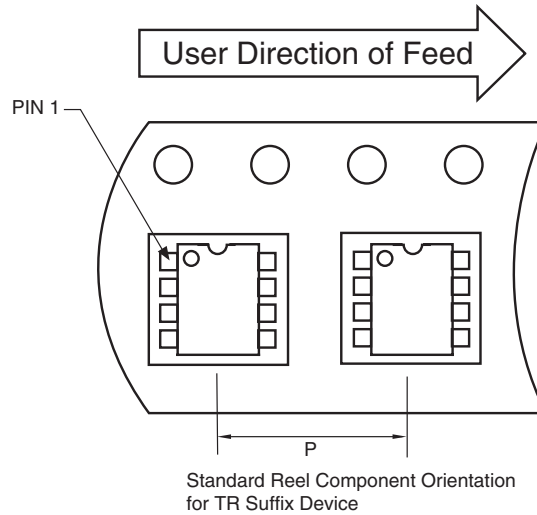 User Direction of Feed
PIN 1
P
Standard Reel Component Orientation
for TR Suffix Device